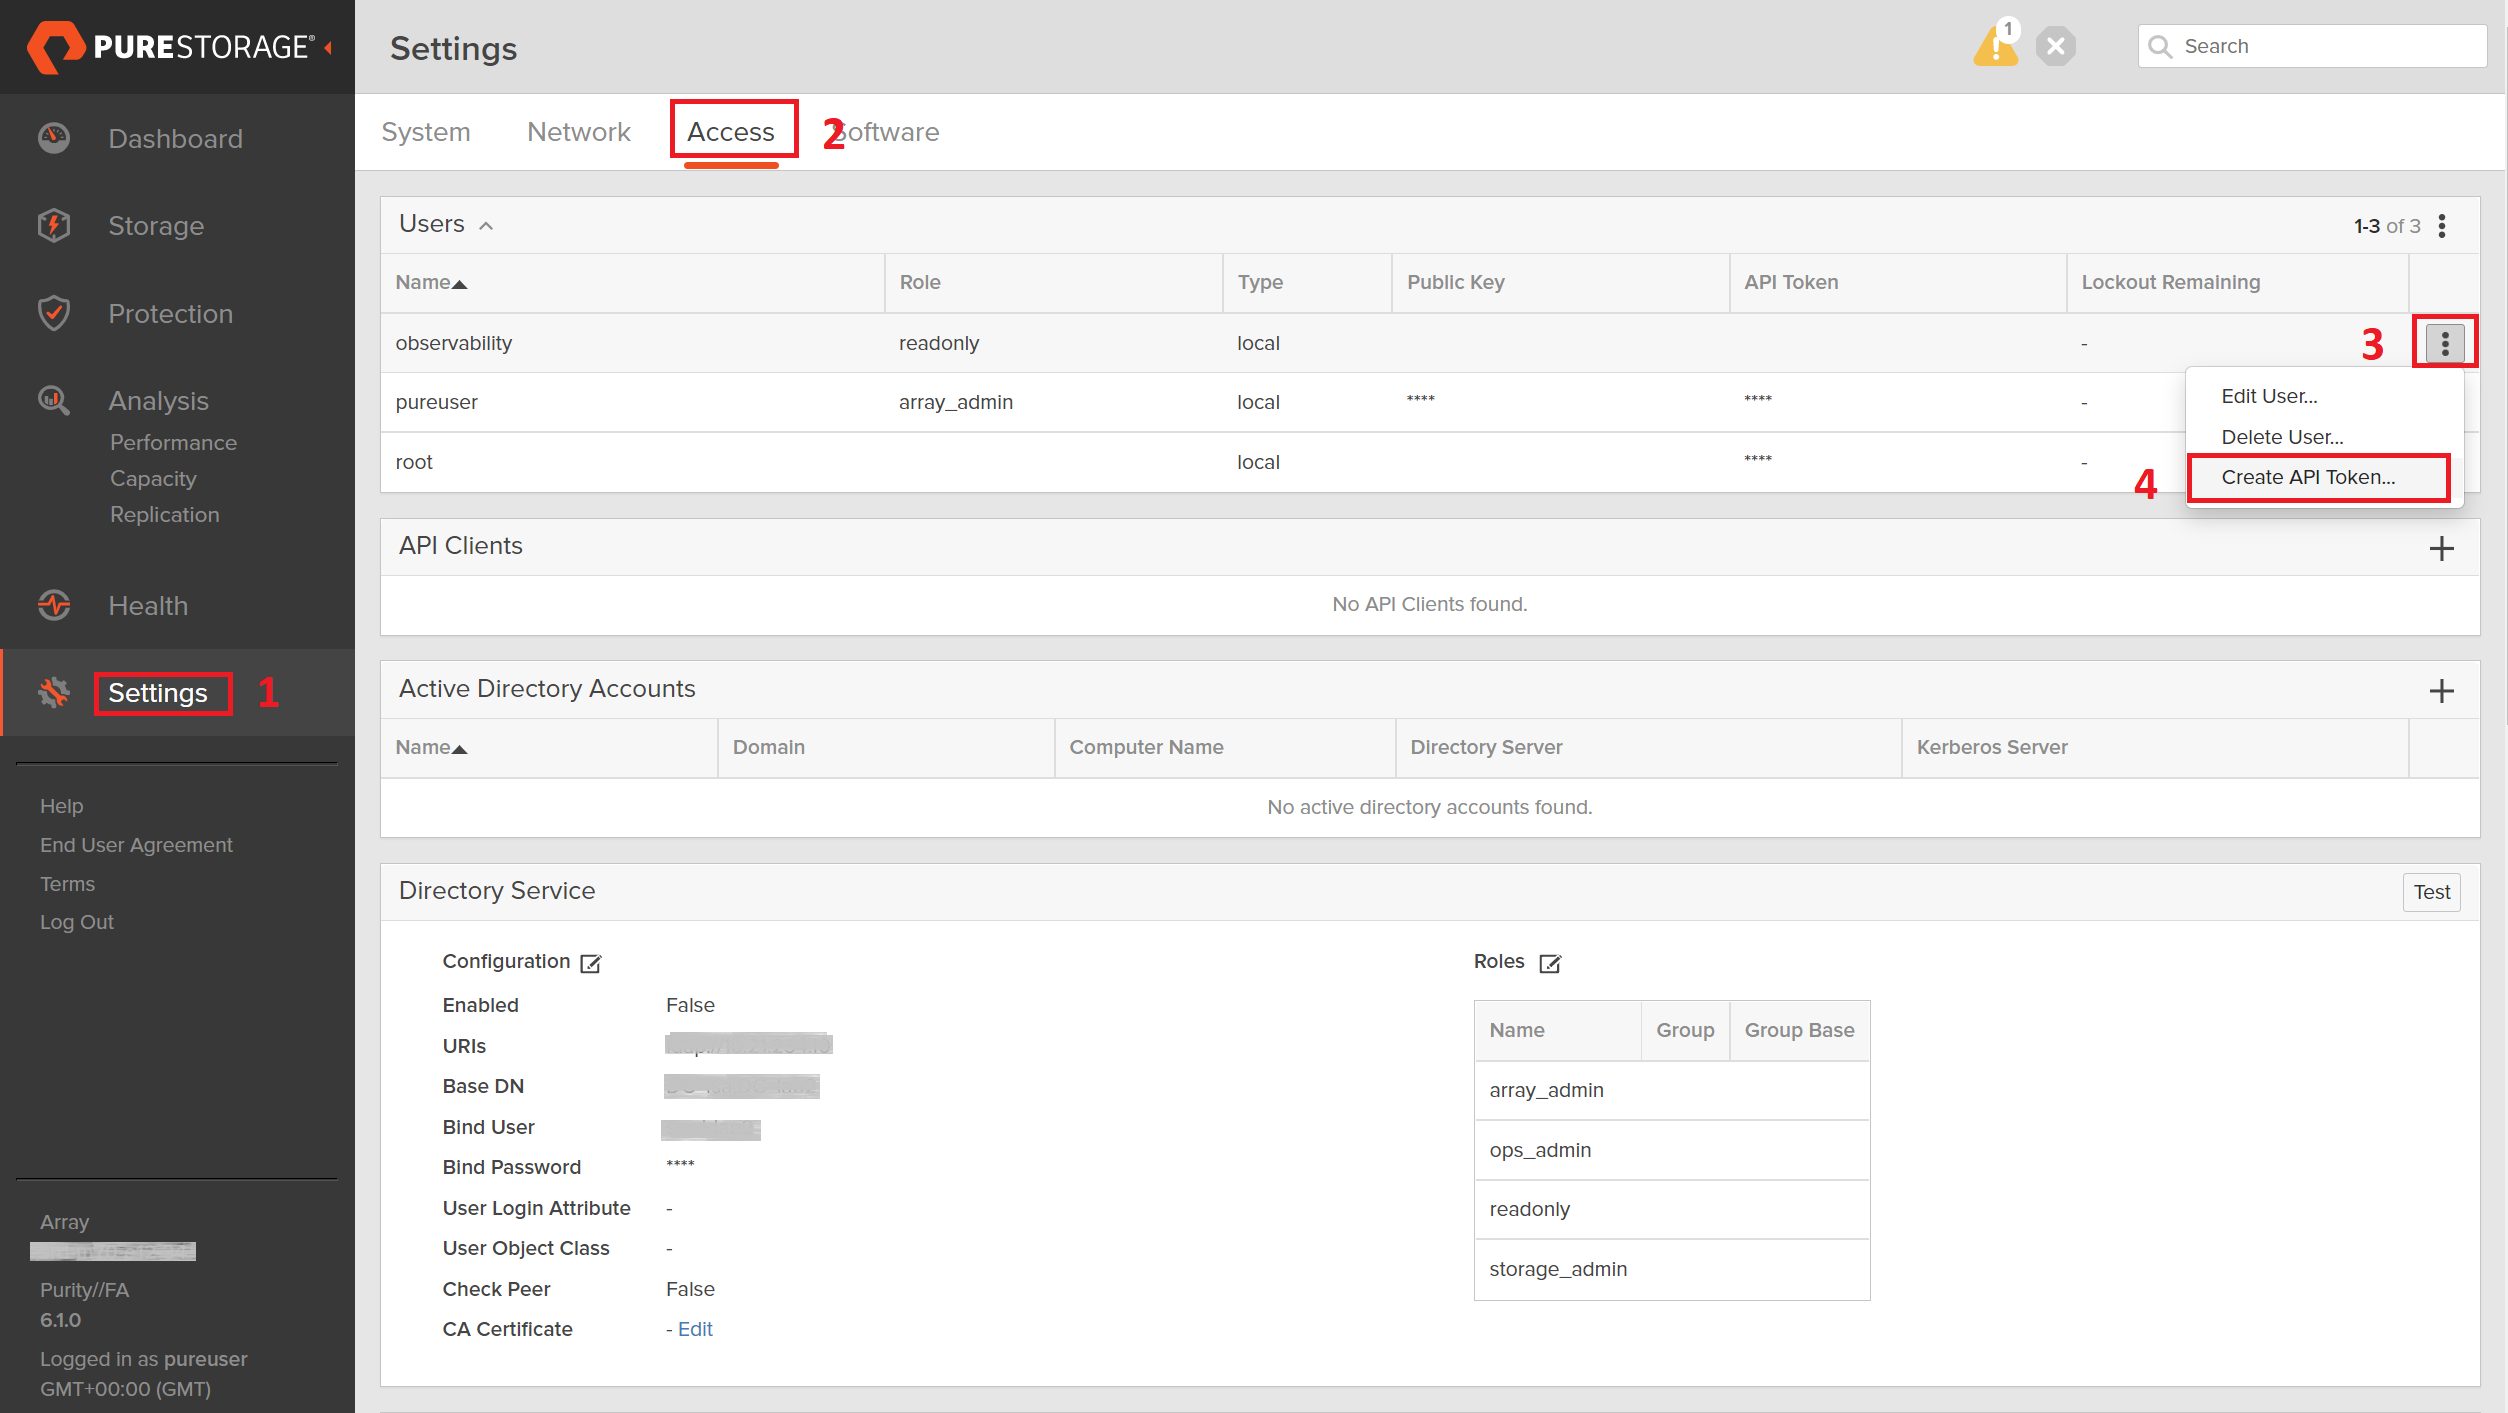 PURESTORAGE®
Settings
1
Search
Dashboard
Storage
Protection
Analysis
Performance
Capacity
Replication
Health
Settings
1
Help
End User Agreement
Terms
Log Out
Array
Purity//FA
6.1.0
Logged in as pureuser
GMT+00:00 (GMT)
System Network Access 2 Software
Users
1-3 of 3
Name Role Type Public Key API Token Lockout Remaining
observability readonly local - 3
pureuser array_admin local **** **** -
root local **** -
Edit User...
Delete User...
4 Create API Token...
API Clients
No API Clients found.
Active Directory Accounts
Name Domain Computer Name Directory Server Kerberos Server
No active directory accounts found.
Directory Service
Test
Configuration
Enabled False
URIs
Base DN
Bind User
Bind Password ****
User Login Attribute -
User Object Class -
Check Peer False
CA Certificate - Edit
Roles
Name Group Group Base
array_admin
ops_admin
readonly
storage_admin